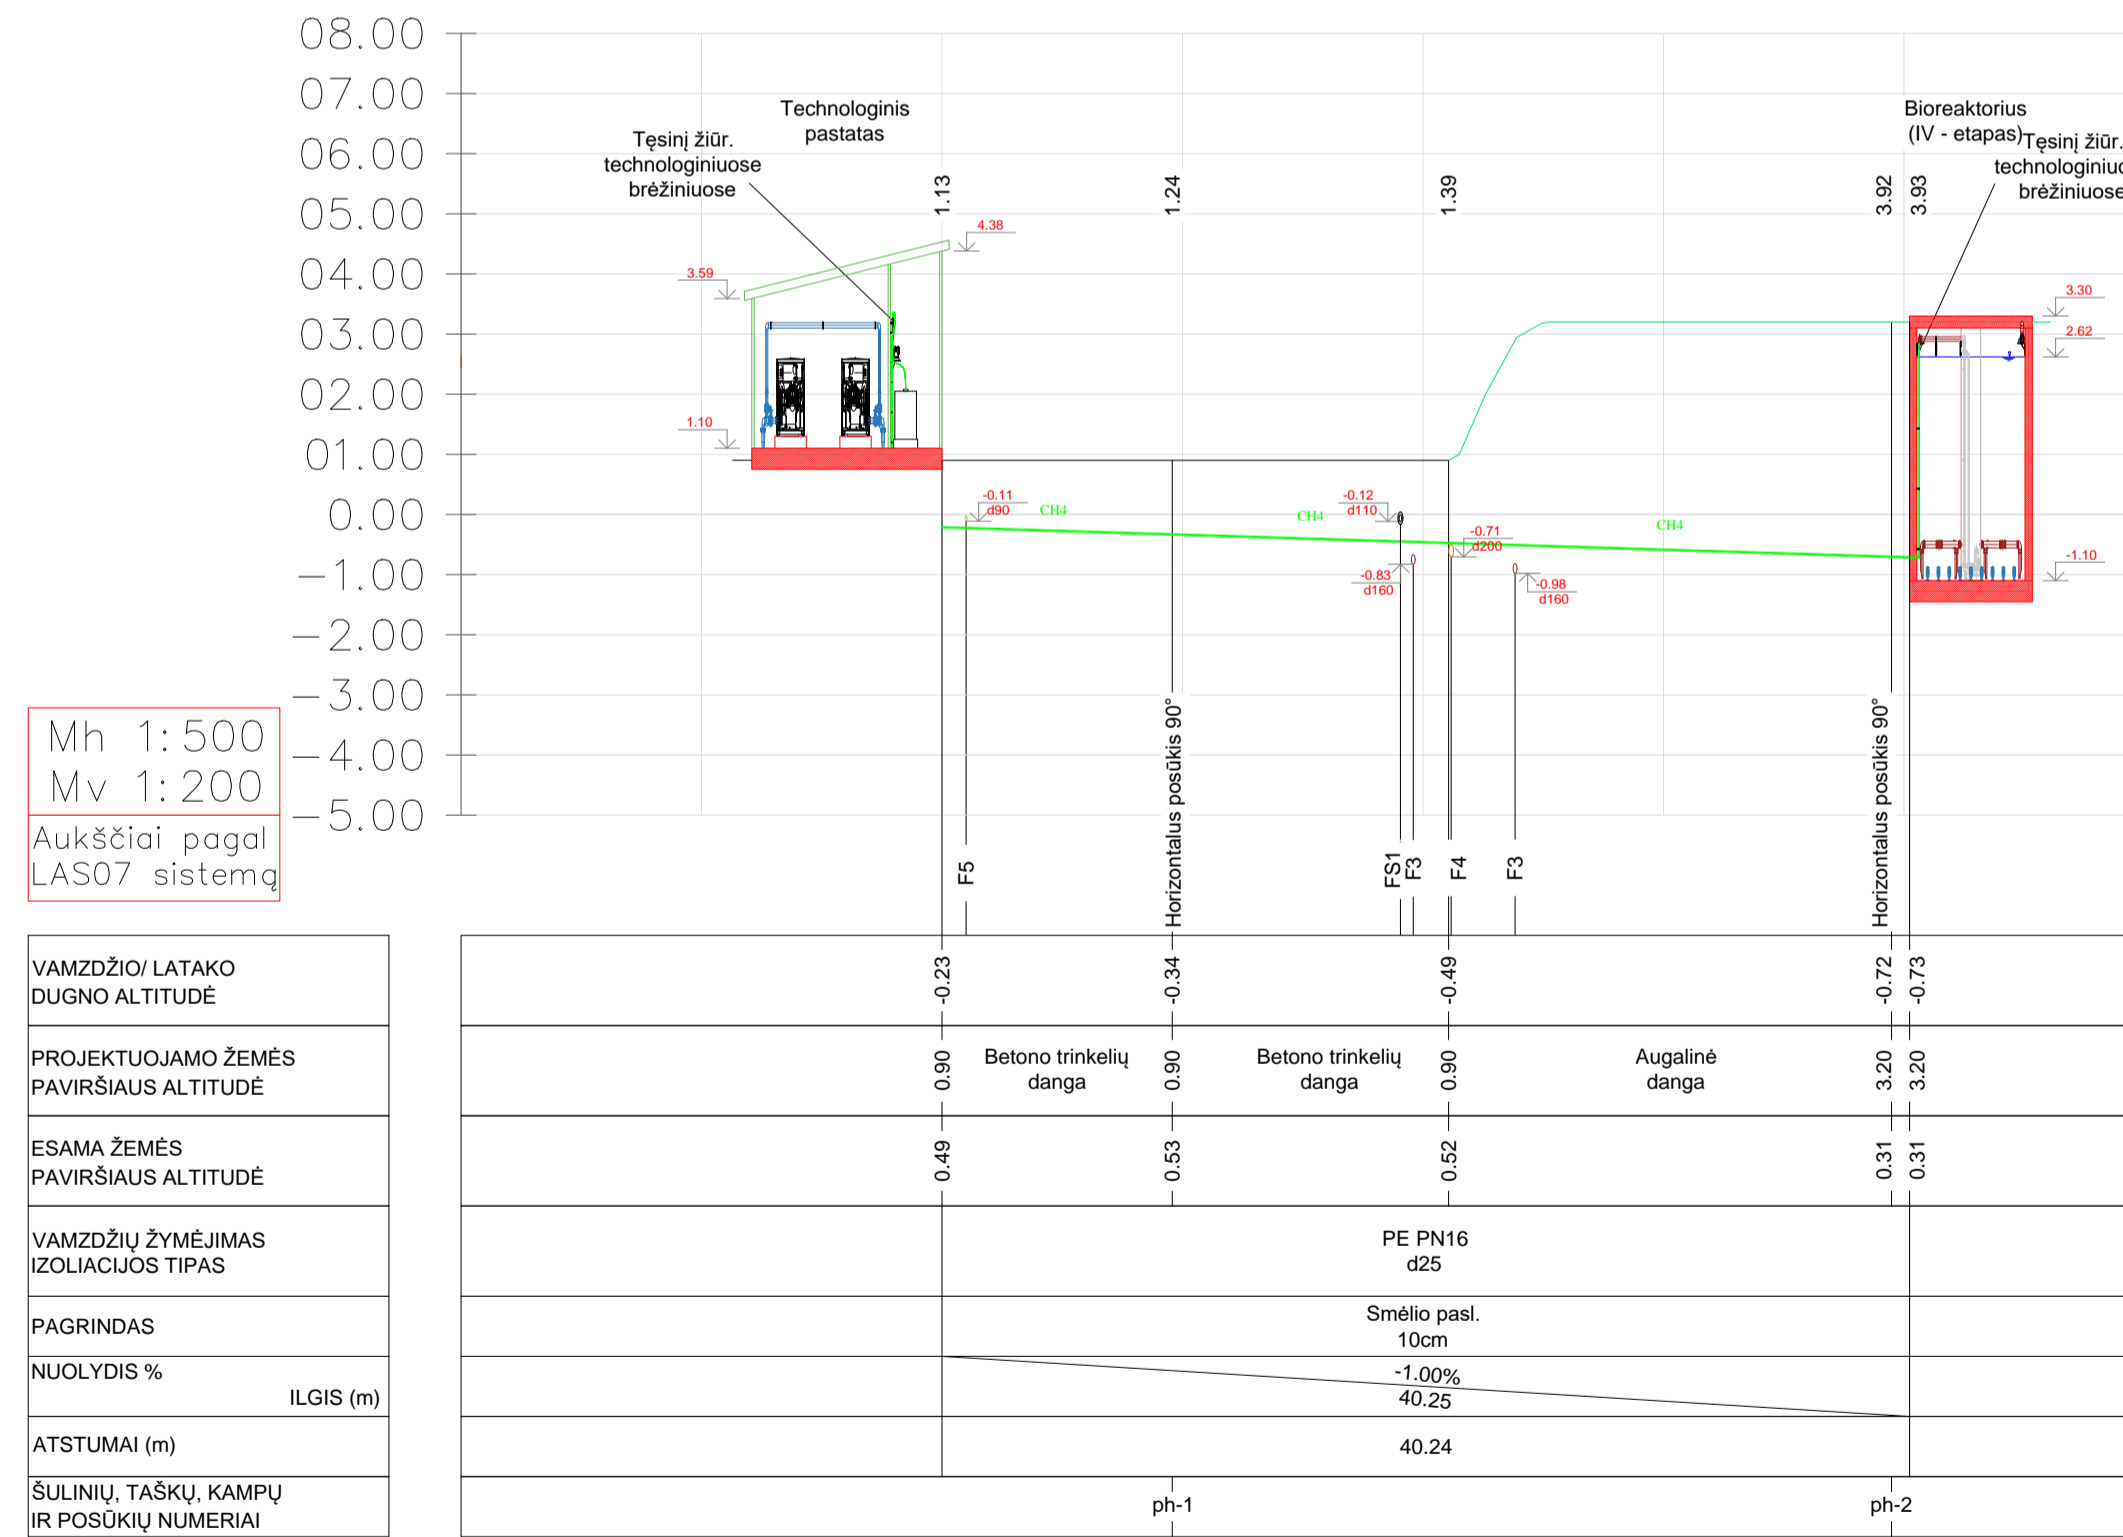 08.00
07.00
06.00
05.00
04.00
03.00
02.00
01.00
0.00
-1.00
-2.00
-3.00
-4.00
-5.00
Mh 1:500
Mv 1:200
Aukščiai pagal
LAS07 sistemą
Tęsinį žiūr.
technologiniuose
brėžiniuose
Technologinis
pastatas
Bioreaktorius
(IV - etapas)
Tęsinį žiūr.
technologiniuo
brėžiniuose
1.13
1.24
1.39
3.92
3.93
3.59
4.38
1.10
3.30
2.62
-1.10
-0.11
d90
CH4
CH4
-0.12
d110
-0.83
d160
-0.71
d200
-0.98
d160
CH4
F5
Horizontalus posūkis 90°
FS1
F3
F4
F3
Horizontalus posūkis 90°
VAMZDŽIO/ LATAKO
DUGNO ALTITUDĖ
-0.23
-0.34
-0.49
-0.72
-0.73
PROJEKTUOJAMO ŽEMĖS
PAVIRŠIAUS ALTITUDĖ
0.90
Betono trinkelių
danga
0.90
Betono trinkelių
danga
0.90
Augalinė
danga
3.20
3.20
ESAMA ŽEMĖS
PAVIRŠIAUS ALTITUDĖ
0.49
0.53
0.52
0.31
0.31
VAMZDŽIŲ ŽYMĖJIMAS
IZOLIACIJOS TIPAS
PE PN16
d25
PAGRINDAS
Smėlio pasl.
10cm
NUOLYDIS %
ILGIS (m)
-1.00%
40.25
ATSTUMAI (m)
40.24
ŠULINIŲ, TAŠKŲ, KAMPŲ
IR POSŪKIŲ NUMERIAI
ph-1
ph-2